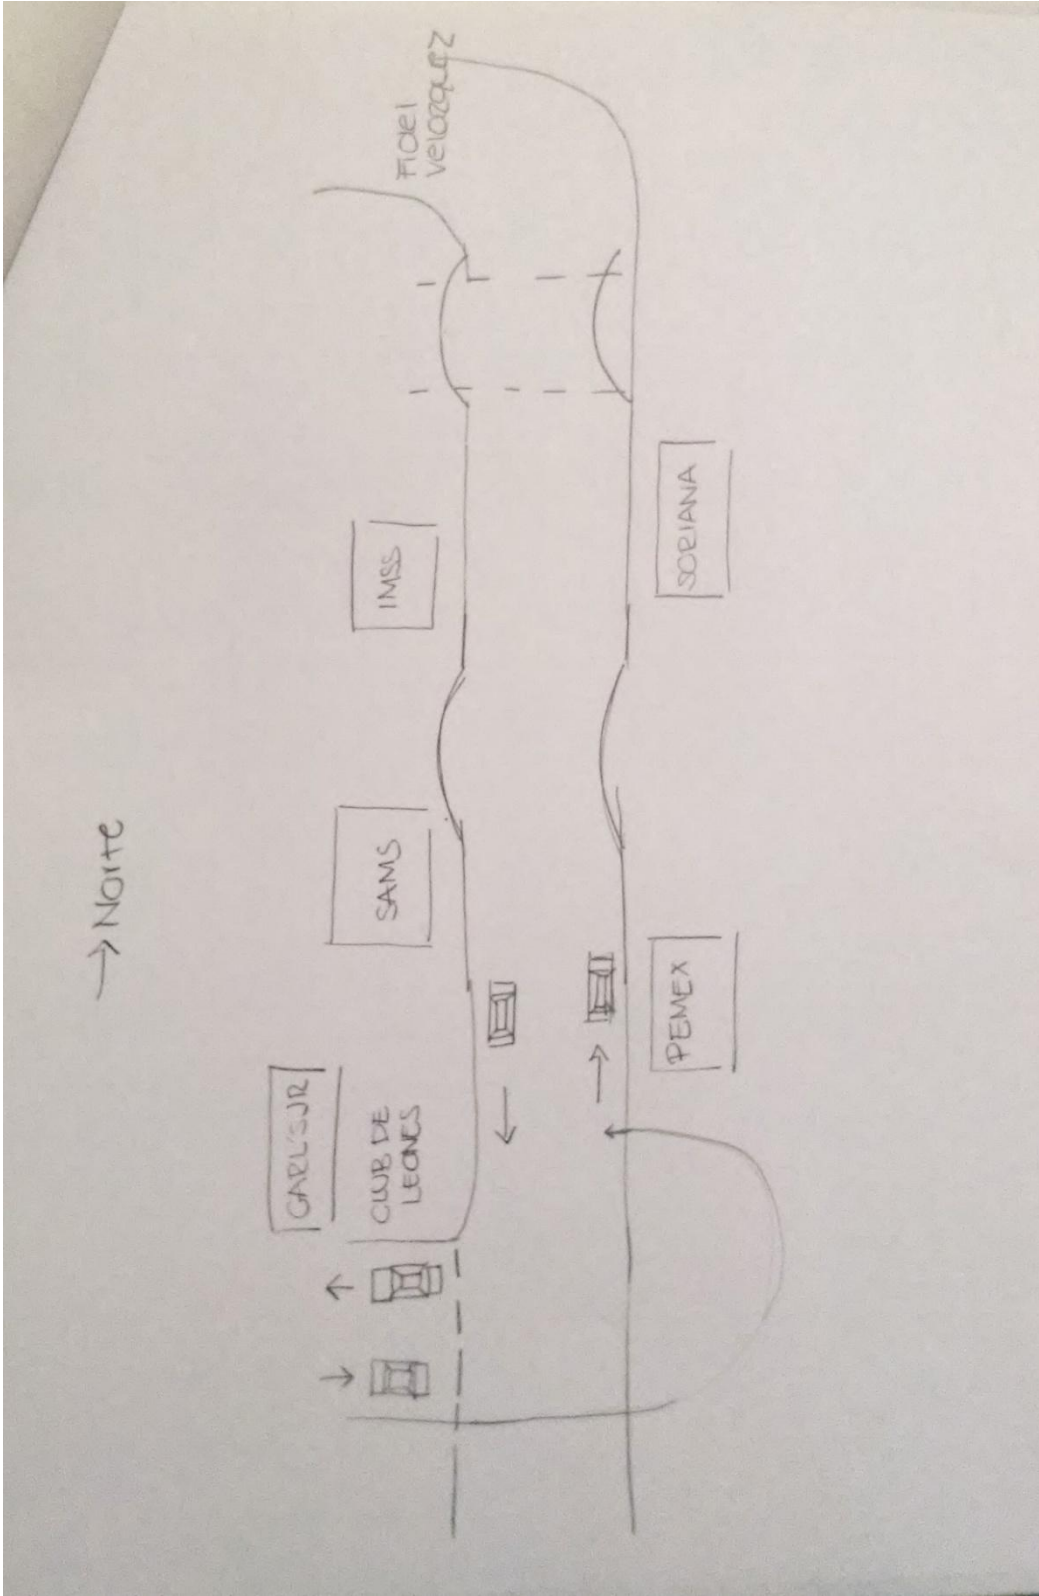 → Norte
CARL'S JR
CLUB DE
LEONES
SAMS
IMSS
Fidel
Velazquez
PEMEX
SORIANA